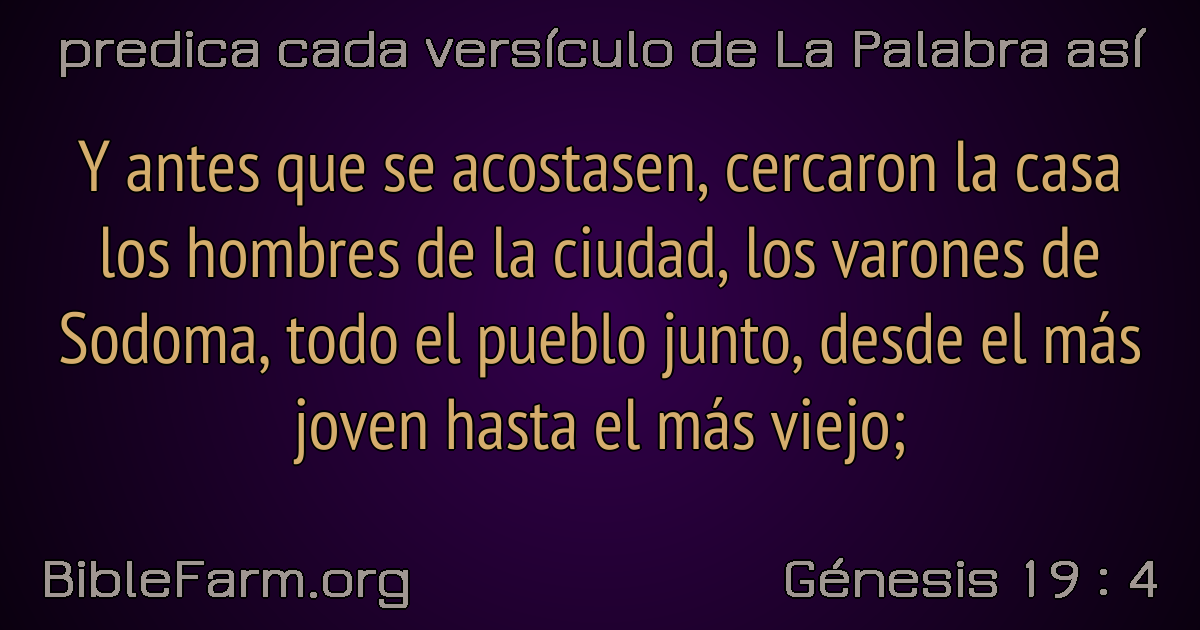 predica cada versículo de La Palabra así
Y antes que se acostasen, cercaron la casa
los hombres de la ciudad, los varones de
Sodoma, todo el pueblo junto, desde el más
joven hasta el más viejo;
BibleFarm.org
Génesis 19 : 4